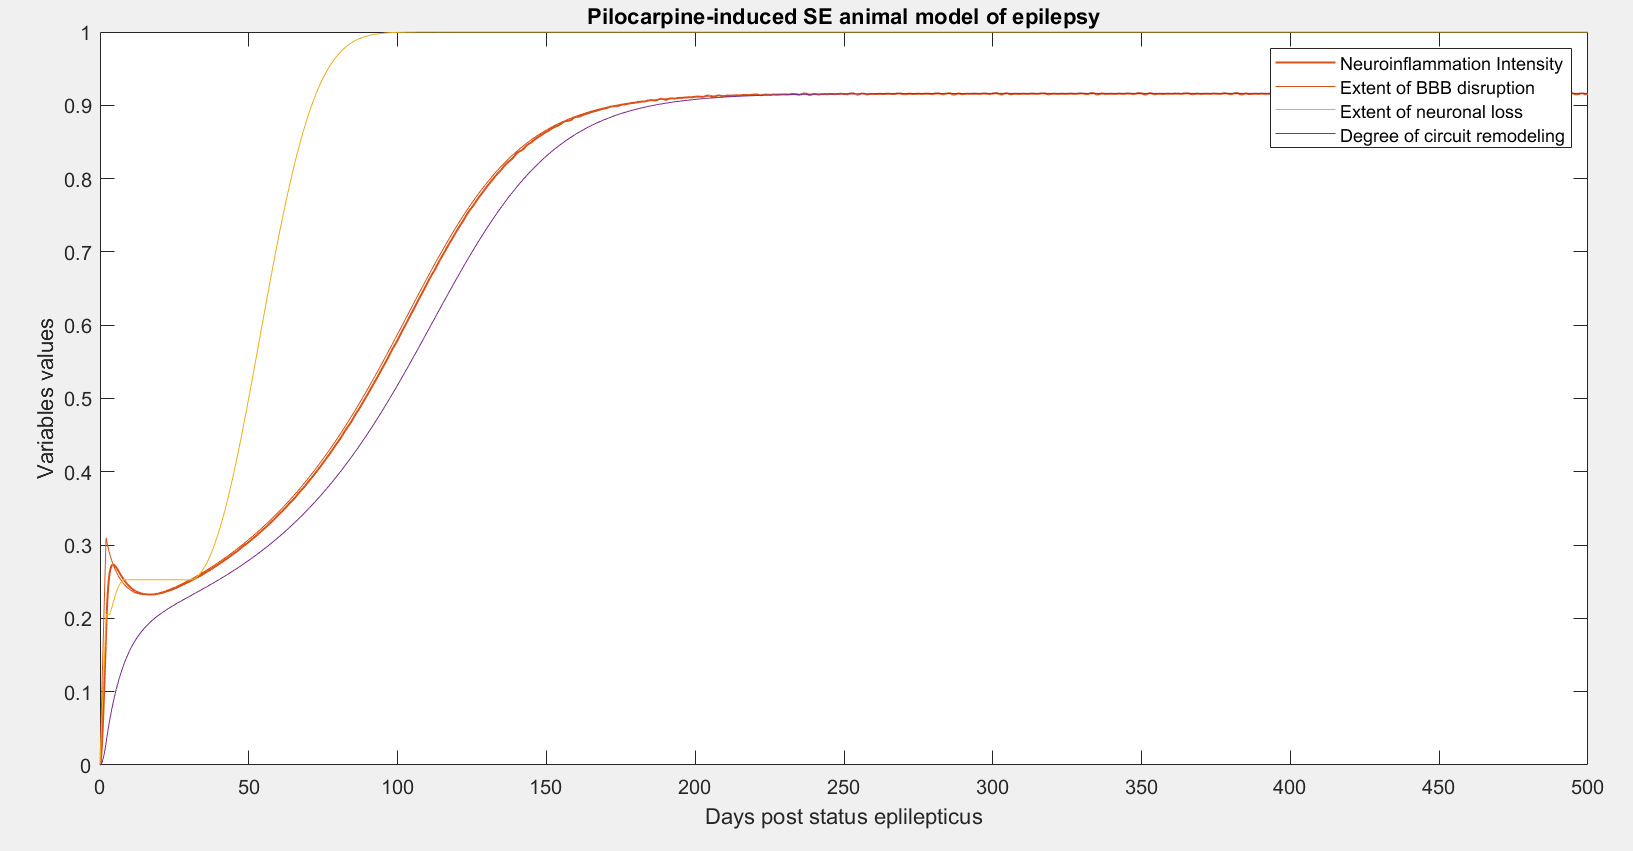 Pilocarpine-induced SE animal model of epilepsy
1
0.9
0.8
0.7
0.6
0.5
0.4
0.3
0.2
0.1
0
Variables values
Neuroinflammation Intensity
Extent of BBB disruption
Extent of neuronal loss
Degree of circuit remodeling
0 50 100 150 200 250 300 350 400 450 500
Days post status eplilepticus